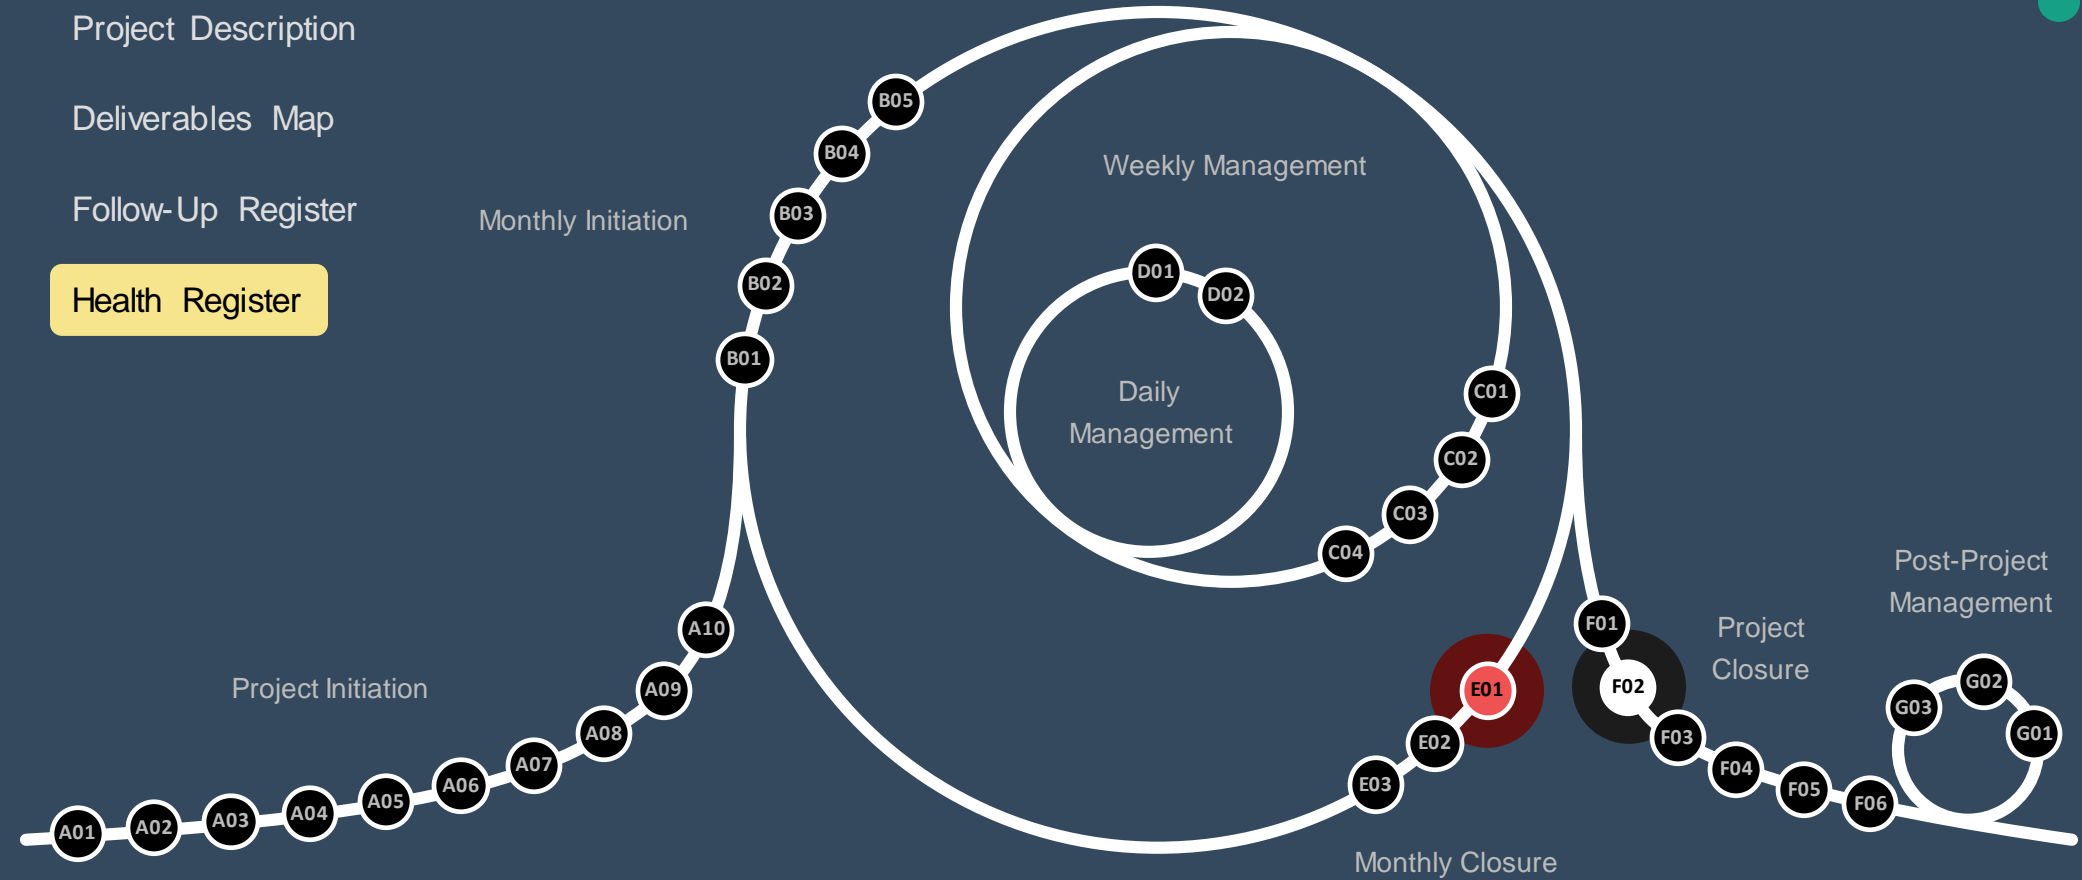 Project Description
Deliverables Map
Follow-Up Register
Health Register
Monthly Initiation
Weekly Management
Daily
Management
Project Initiation
Project
Closure
Post-Project
Management
Monthly Closure
A01
A02
A03
A04
A05
A06
A07
A08
A09
A10
B01
B02
B03
B04
B05
C01
C02
C03
C04
D01
D02
E01
E02
E03
F01
F02
F03
F04
F05
F06
G01
G02
G03